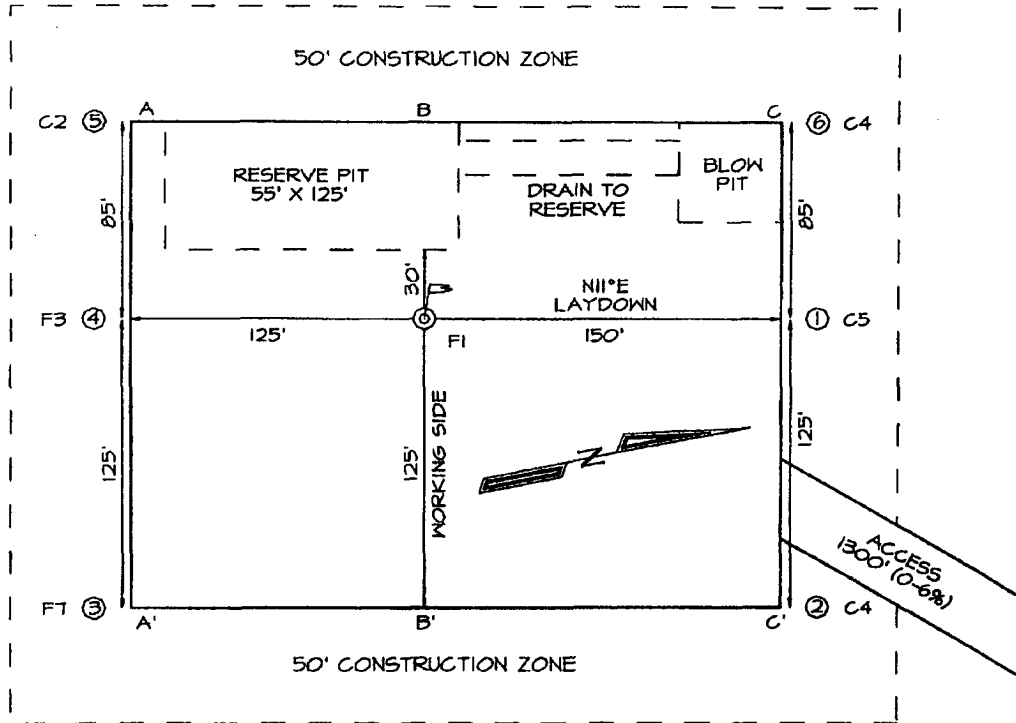 50' CONSTRUCTION ZONE
A
B
C
C2 ⑤
⑥ C4
RESERVE PIT
55' X 125'
BLOW
PIT
DRAIN TO
RESERVE
85'
85'
30'
N11°E
LAYDOWN
F3 ④
① C5
125'
F1
150'
125'
125'
WORKING SIDE
125'
N
ACCESS
1300' (0-6%)
F7 ③
② C4
A'
B'
C'
50' CONSTRUCTION ZONE